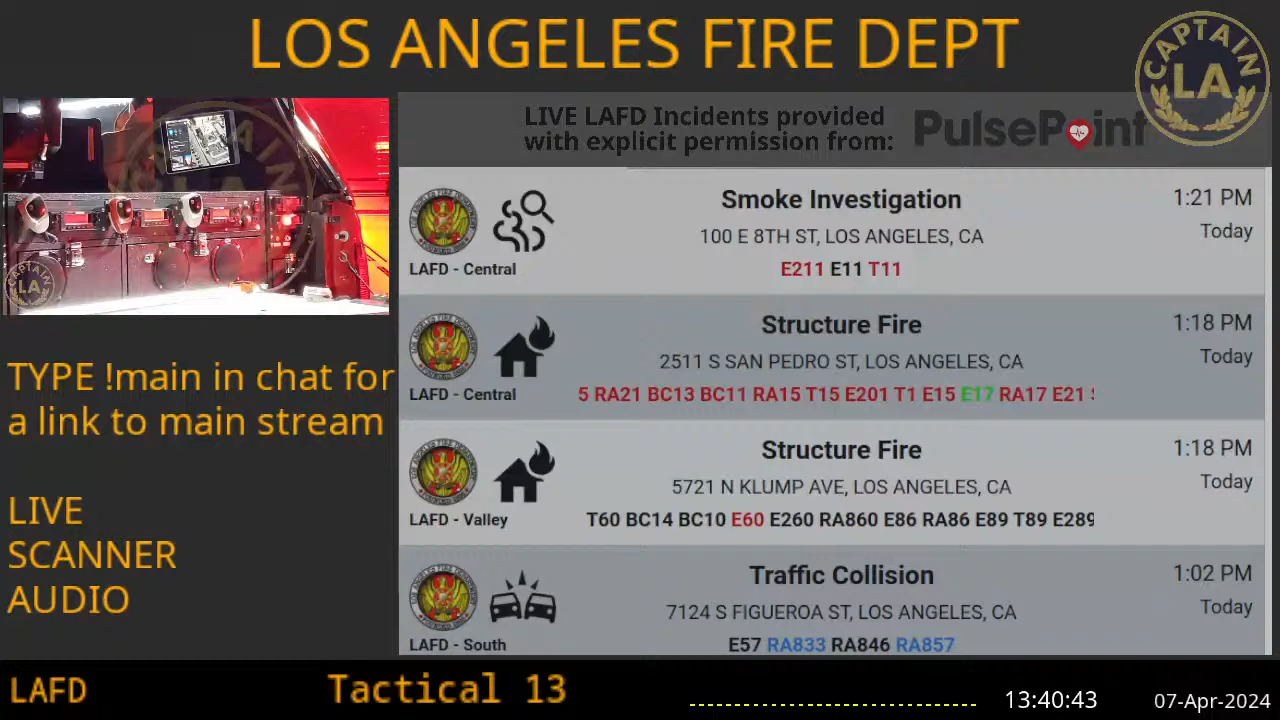 LOS ANGELES FIRE DEPT
CAPTAIN
LA
LIVE LAFD Incidents provided
with explicit permission from:
PulsePoint
Smoke Investigation
1:21 PM
100 E 8TH ST, LOS ANGELES, CA
Today
LAFD - Central
E211 E11 T11
Structure Fire
1:18 PM
2511 S SAN PEDRO ST, LOS ANGELES, CA
Today
LAFD - Central
5 RA21 BC13 BC11 RA15 T15 E201 T1 E15 E17 RA17 E21
Structure Fire
1:18 PM
5721 N KLUMP AVE, LOS ANGELES, CA
Today
LAFD - Valley
T60 BC14 BC10 E60 E260 RA860 E86 RA86 E89 T89 E289
Traffic Collision
1:02 PM
7124 S FIGUEROA ST, LOS ANGELES, CA
Today
LAFD - South
E57 RA833 RA846 RA857
CAPTAIN
LA
TYPE !main in chat for
a link to main stream
LIVE
SCANNER
AUDIO
LAFD
Tactical 13
13:40:43
07-Apr-2024